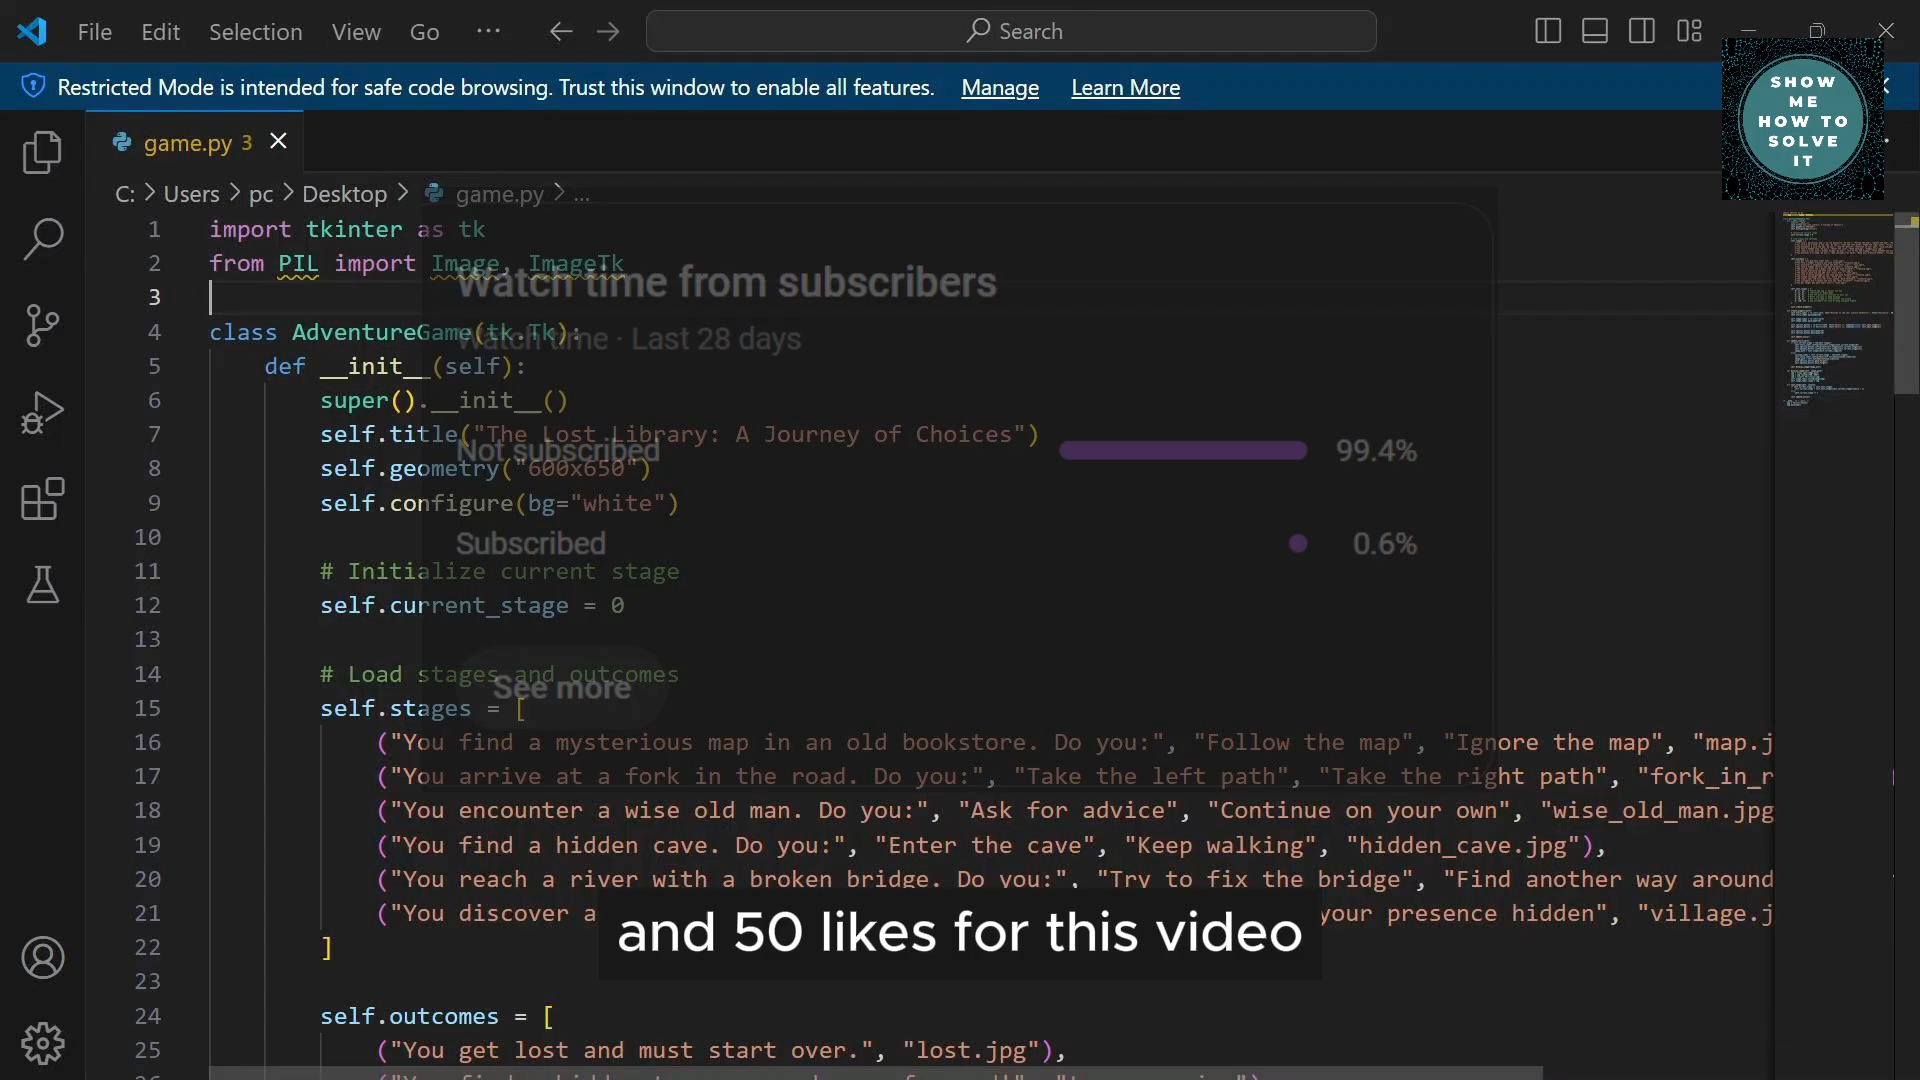 File Edit Selection View Go ··· Search
Restricted Mode is intended for safe code browsing. Trust this window to enable all features. Manage Learn More
SHOW
ME
HOW TO
SOLVE
IT
game.py 3
C: > Users > pc > Desktop > game.py > ...
1 import tkinter as tk
2 from PIL import Image, ImageTk
3
4 class AdventureGame(tk.Tk):
5 def __init__(self):
6 super().__init__()
7 self.title("The Lost Library: A Journey of Choices")
8 self.geometry("600x650")
9 self.configure(bg="white")
10
11 # Initialize current stage
12 self.current_stage = 0
13
14 # Load stages and outcomes
15 self.stages = [
16 ("You find a mysterious map in an old bookstore. Do you:", "Follow the map", "Ignore the map", "map.j
17 ("You arrive at a fork in the road. Do you:", "Take the left path", "Take the right path", "fork_in_r
18 ("You encounter a wise old man. Do you:", "Ask for advice", "Continue on your own", "wise_old_man.jpg
19 ("You find a hidden cave. Do you:", "Enter the cave", "Keep walking", "hidden_cave.jpg"),
20 ("You reach a river with a broken bridge. Do you:", "Try to fix the bridge", "Find another way around
21 ("You discover a your presence hidden", "village.j
22 ]
23
24 self.outcomes = [
25 ("You get lost and must start over.", "lost.jpg"),
Watch time from subscribers
Watch time · Last 28 days
Not subscribed 99.4%
Subscribed 0.6%
See more
and 50 likes for this video